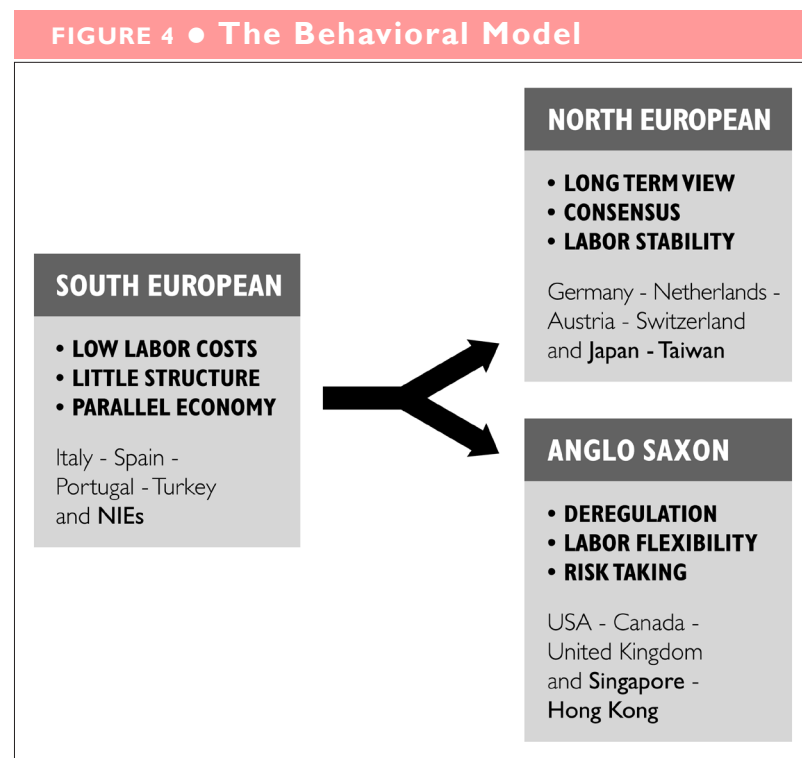 FIGURE 4 ● The Behavioral Model
SOUTH EUROPEAN
• LOW LABOR COSTS
• LITTLE STRUCTURE
• PARALLEL ECONOMY
Italy - Spain -
Portugal - Turkey
and NIEs
NORTH EUROPEAN
• LONG TERM VIEW
• CONSENSUS
• LABOR STABILITY
Germany - Netherlands -
Austria - Switzerland
and Japan - Taiwan
ANGLO SAXON
• DEREGULATION
• LABOR FLEXIBILITY
• RISK TAKING
USA - Canada -
United Kingdom
and Singapore -
Hong Kong